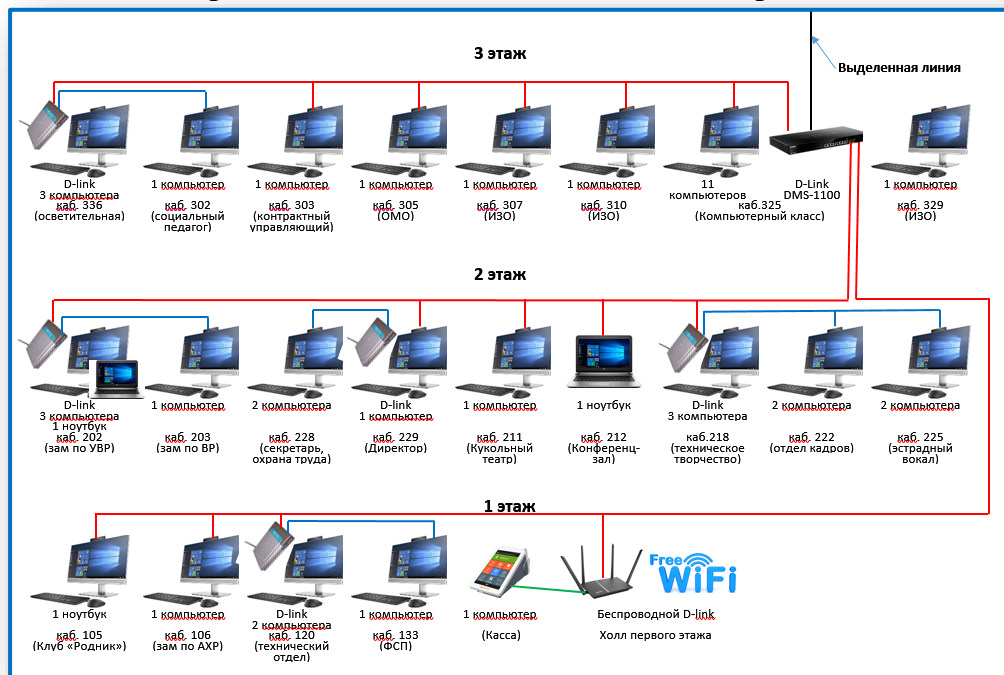 3 этаж
Выделенная линия
D-link
3 компьютера
каб. 336
(осветительная)
1 компьютер
каб. 302
(социальный
педагог)
1 компьютер
каб. 303
(контрактный
управляющий)
1 компьютер
каб. 305
(ОМО)
1 компьютер
каб. 307
(ИЗО)
1 компьютер
каб. 310
(ИЗО)
11
компьютеров
D-Link
DMS-1100
каб.325
(Компьютерный класс)
1 компьютер
каб. 329
(ИЗО)
2 этаж
D-link
3 компьютера
1 ноутбук
каб. 202
(зам по УВР)
1 компьютер
каб. 203
(зам по ВР)
2 компьютера
каб. 228
(секретарь,
охрана труда)
D-link
1 компьютер
каб. 229
(Директор)
1 компьютер
каб. 211
(Кукольный
театр)
1 ноутбук
каб. 212
(Конференц-
зал)
D-link
3 компьютера
каб.218
(техническое
творчество)
2 компьютера
каб. 222
(отдел кадров)
2 компьютера
каб. 225
(эстрадный
вокал)
1 этаж
1 ноутбук
каб. 105
(Клуб «Родник»)
1 компьютер
каб. 106
(зам по АХР)
D-link
2 компьютера
каб. 120
(технический
отдел)
1 компьютер
каб. 133
(ФСП)
1 компьютер
(Касса)
Беспроводной D-link
Холл первого этажа
Free
WiFi